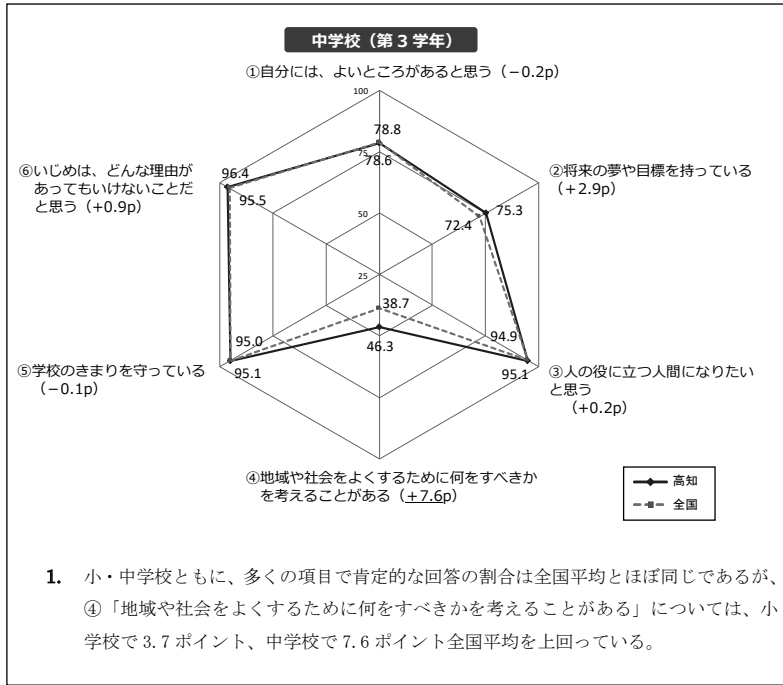 中学校（第3学年）
①自分には、よいところがあると思う（−0.2p）
100
78.8
75
78.6
50
25
②将来の夢や目標を持っている
（+2.9p）
75.3
72.4
⑥いじめは、どんな理由が
あってもいけないことだ
と思う（+0.9p）
96.4
95.5
38.7
46.3
94.9
95.1
③人の役に立つ人間になりたい
と思う
（+0.2p）
95.0
95.1
⑤学校のきまりを守っている
（−0.1p）
④地域や社会をよくするために何をすべきか
を考えることがある（+7.6p）
高知
全国
1. 小・中学校ともに、多くの項目で肯定的な回答の割合は全国平均とほぼ同じであるが、
④「地域や社会をよくするために何をすべきかを考えることがある」については、小
学校で 3.7 ポイント、中学校で 7.6 ポイント全国平均を上回っている。